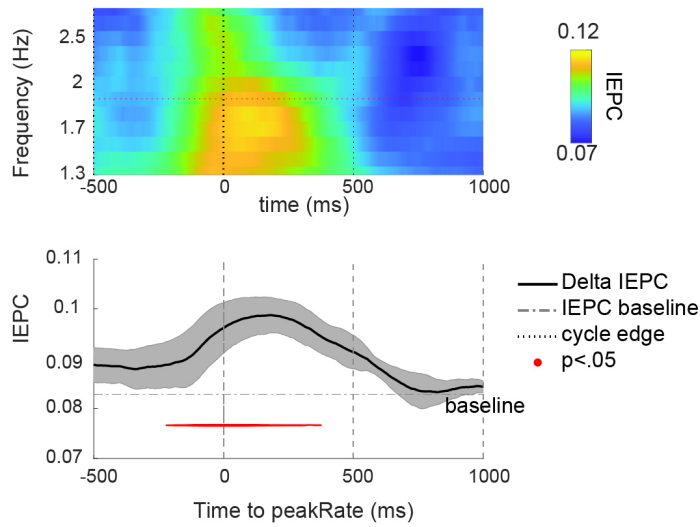 Frequency (Hz)
2.5
2
1.7
1.3
-500
0
500
1000
time (ms)
0.12
0.07
IEPC
IEPC
0.11
0.1
0.09
0.08
0.07
baseline
-500
0
500
1000
Time to peakRate (ms)
Delta IEPC
IEPC baseline
cycle edge
p<.05